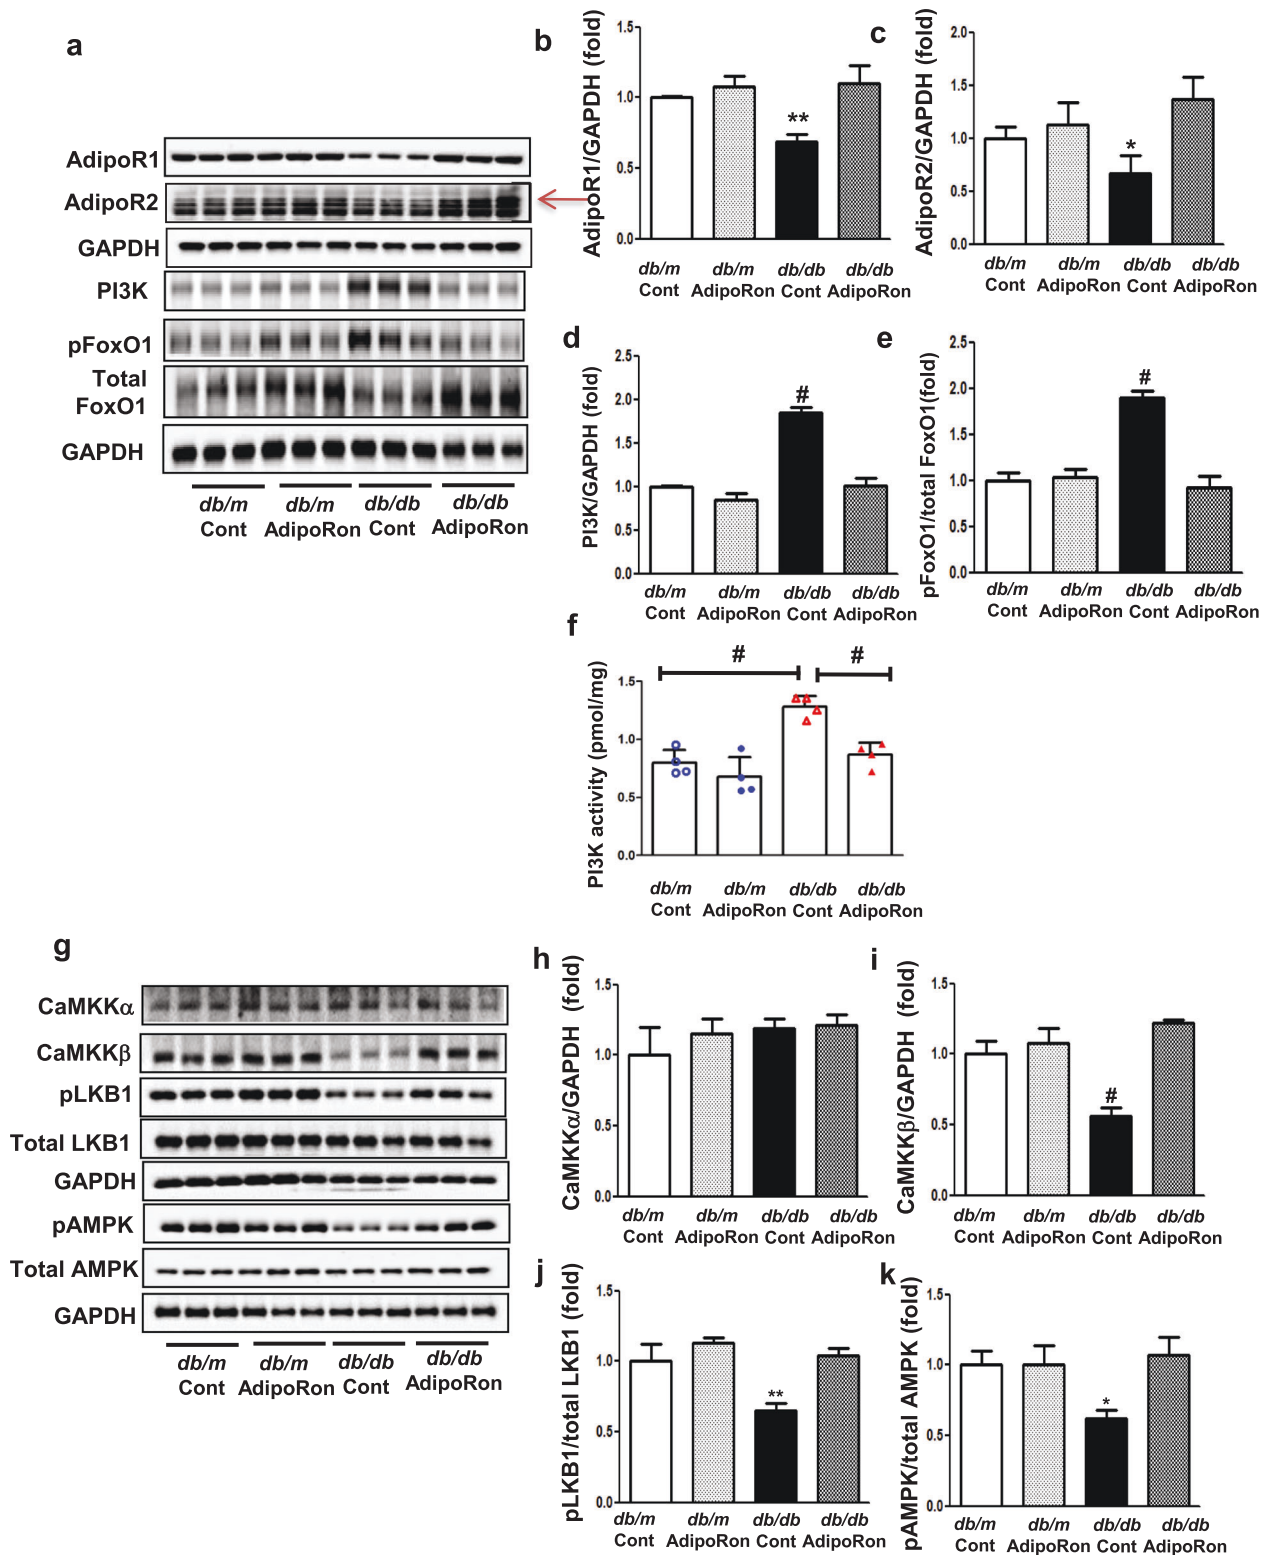 a
AdipoR1
AdipoR2
GAPDH
PI3K
pFoxO1
Total
FoxO1
GAPDH
db/m db/m db/db db/db
Cont AdipoRon Cont AdipoRon
b
AdipoR1/GAPDH (fold)
1.5
1.0
0.5
0.0
**
db/m db/m db/db db/db
Cont AdipoRon Cont AdipoRon
c
AdipoR2/GAPDH (fold)
2.0
1.5
1.0
0.5
0.0
*
db/m db/m db/db db/db
Cont AdipoRon Cont AdipoRon
d
PI3K/GAPDH (fold)
2.5
2.0
1.5
1.0
0.5
0.0
#
db/m db/m db/db db/db
Cont AdipoRon Cont AdipoRon
e
pFoxO1/total FoxO1(fold)
2.5
2.0
1.5
1.0
0.5
0.0
#
db/m db/m db/db db/db
Cont AdipoRon Cont AdipoRon
f
PI3K activity (pmol/mg)
# #
1.5
1.0
0.5
0.0
db/m db/m db/db db/db
Cont AdipoRon Cont AdipoRon
g
CaMKKα
CaMKKβ
pLKB1
Total LKB1
GAPDH
pAMPK
Total AMPK
GAPDH
db/m db/m db/db db/db
Cont AdipoRon Cont AdipoRon
h
CaMKKα/GAPDH (fold)
1.5
1.0
0.5
0.0
db/m db/m db/db db/db
Cont AdipoRon Cont AdipoRon
i
CaMKKβ/GAPDH (fold)
1.5
1.0
0.5
0.0
#
db/m db/m db/db db/db
Cont AdipoRon Cont AdipoRon
j
pLKB1/total LKB1 (fold)
1.5
1.0
0.5
0.0
**
db/m db/m db/db db/db
Cont AdipoRon Cont AdipoRon
k
pAMPK/total AMPK (fold)
1.5
1.0
0.5
0.0
*
db/m db/m db/db db/db
Cont AdipoRon Cont AdipoRon